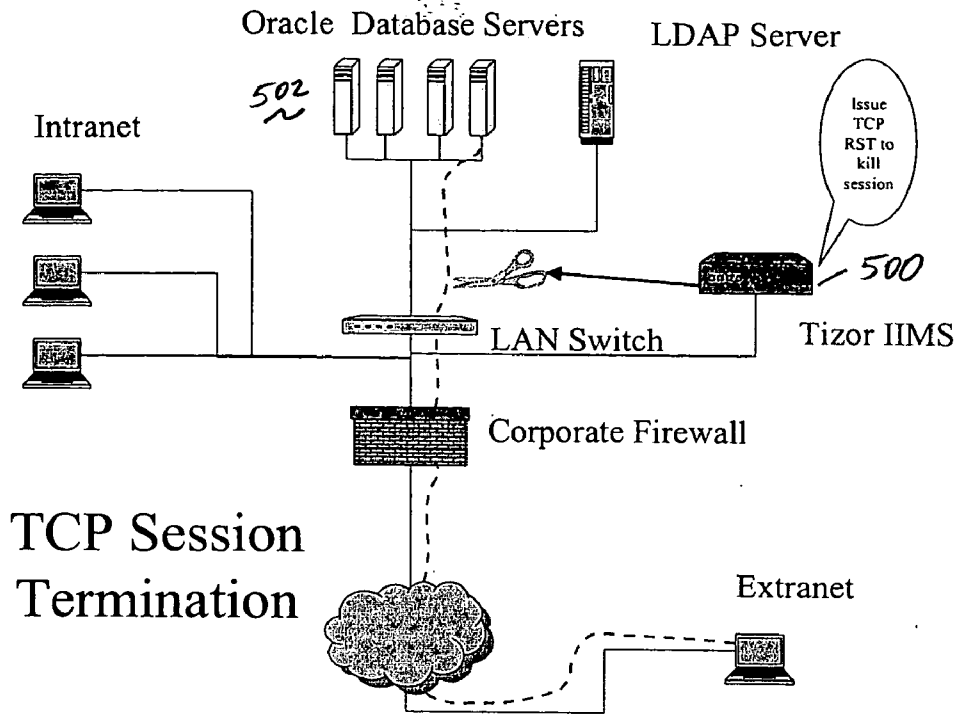 Oracle Database Servers
LDAP Server
502
Intranet
Issue
TCP
RST to
kill
session
500
LAN Switch
Tizor IIMS
Corporate Firewall
TCP Session
Termination
Extranet